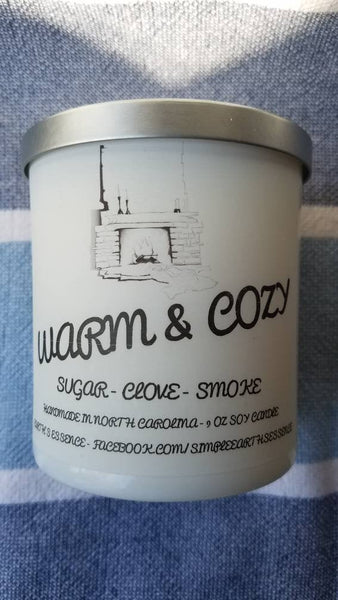 WARM & COZY
SUGAR - CLOVE - SMOKE
HANDMADE IN NORTH CAROLINA - 9 OZ SOY CANDLE
ESSENCE - FACEBOOK.COM/SIMPLEEARTHSESSENCE